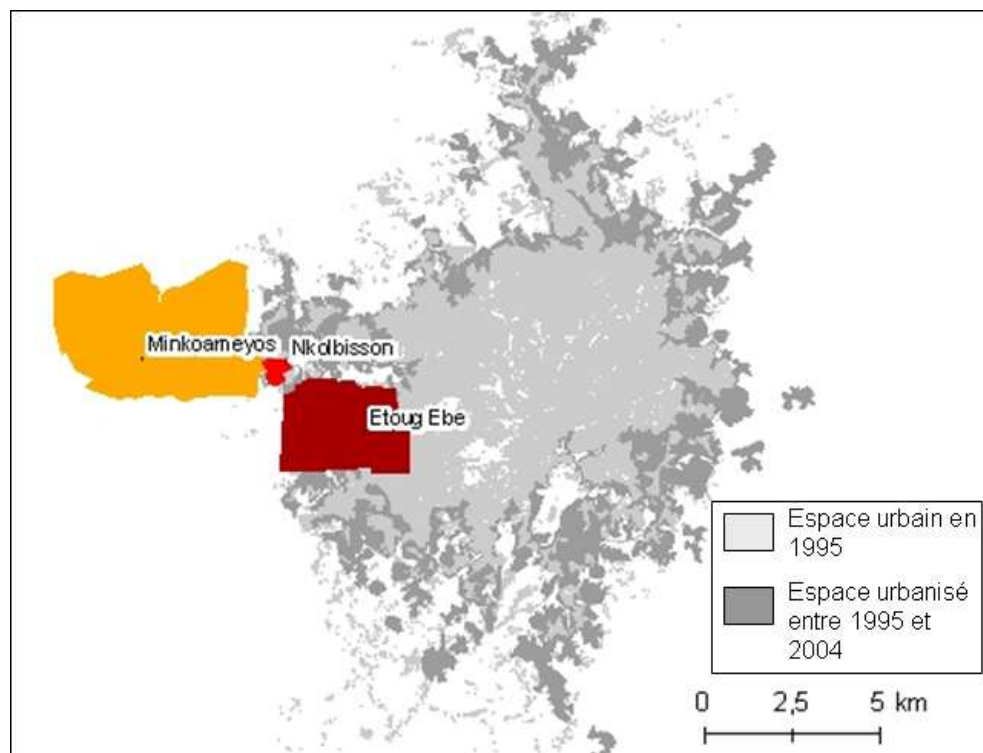 Minkoameyos
Nkolbisson
Etoug Ebe
Espace urbain en
1995
Espace urbanisé
entre 1995 et
2004
0 2,5 5 km